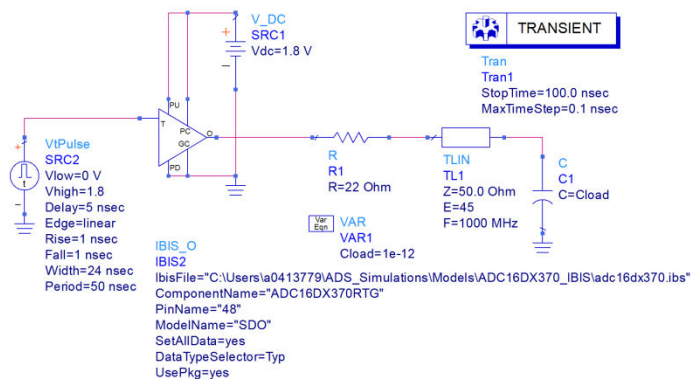 V_DC
SRC1
Vdc=1.8 V
TRANSIENT
Tran
Tran1
StopTime=100.0 nsec
MaxTimeStep=0.1 nsec
PU
T
PC
GC
O
PD
VtPulse
SRC2
Vlow=0 V
Vhigh=1.8
Delay=5 nsec
Edge=linear
Rise=1 nsec
Fall=1 nsec
Width=24 nsec
Period=50 nsec
t
R
R1
R=22 Ohm
TLIN
TL1
Z=50.0 Ohm
E=45
F=1000 MHz
C
C1
C=Cload
Var
Eqn
VAR
VAR1
Cload=1e-12
IBIS_O
IBIS2
IbisFile="C:\Users\a0413779\ADS_Simulations\Models\ADC16DX370_IBIS\adc16dx370.ibs"
ComponentName="ADC16DX370RTG"
PinName="48"
ModelName="SDO"
SetAllData=yes
DataTypeSelector=Typ
UsePkg=yes